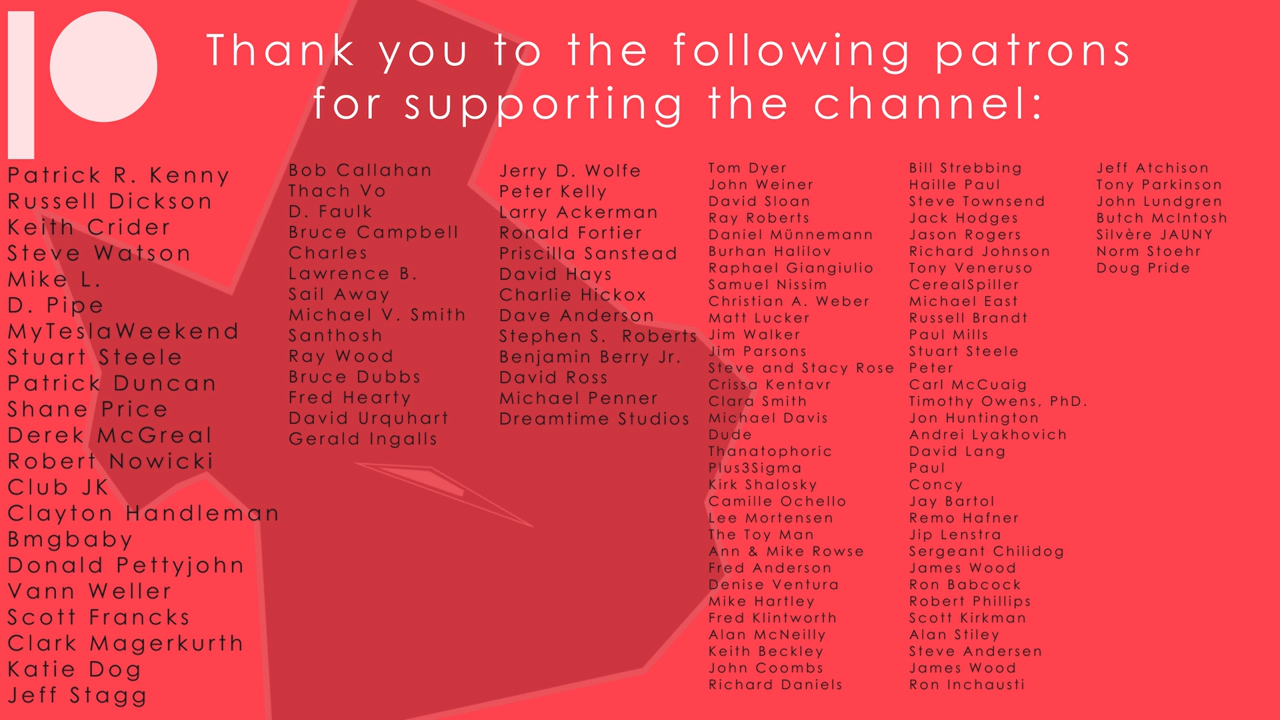 Thank you to the following patrons
for supporting the channel:
Patrick R. Kenny
Russell Dickson
Keith Crider
Steve Watson
Mike L.
D. Pipe
MyTeslaWeekend
Stuart Steele
Patrick Duncan
Shane Price
Derek McGreal
Robert Nowicki
Club JK
Clayton Handleman
Bmgbaby
Donald Pettyjohn
Vann Weller
Scott Francks
Clark Magerkurth
Katie Dog
Jeff Stagg
Bob Callahan
Thach Vo
D. Faulk
Bruce Campbell
Charles
Lawrence B.
Sail Away
Michael V. Smith
Santhosh
Ray Wood
Bruce Dubbs
Fred Hearty
David Urquhart
Gerald Ingalls
Jerry D. Wolfe
Peter Kelly
Larry Ackerman
Ronald Fortier
Priscilla Sanstead
David Hays
Charlie Hickox
Dave Anderson
Stephen S. Roberts
Benjamin Berry Jr.
David Ross
Michael Penner
Dreamtime Studios
Tom Dyer
John Weiner
David Sloan
Ray Roberts
Daniel Münnemann
Burhan Halilov
Raphael Giangiulio
Samuel Nissim
Christian A. Weber
Matt Lucker
Jim Walker
Jim Parsons
Steve and Stacy Rose
Crissa Kentavr
Clara Smith
Michael Davis
Dude
Thanatophoric
Plus3Sigma
Kirk Shalosky
Camille Ochello
Lee Mortensen
The Toy Man
Ann & Mike Rowse
Fred Anderson
Denise Ventura
Mike Hartley
Fred Klintworth
Alan McNeilly
Keith Beckley
John Coombs
Richard Daniels
Bill Strebbing
Haille Paul
Steve Townsend
Jack Hodges
Jason Rogers
Richard Johnson
Tony Veneruso
CerealSpiller
Michael East
Russell Brandt
Paul Mills
Stuart Steele
Peter
Carl McCuaig
Timothy Owens, PhD.
Jon Huntington
Andrei Lyakhovich
David Lang
Paul
Concy
Jay Bartol
Remo Hafner
Jip Lenstra
Sergeant Chilidog
James Wood
Ron Babcock
Robert Phillips
Scott Kirkman
Alan Stiley
Steve Andersen
James Wood
Ron Inchausti
Jeff Atchison
Tony Parkinson
John Lundgren
Butch McIntosh
Silvère JAUNY
Norm Stoehr
Doug Pride